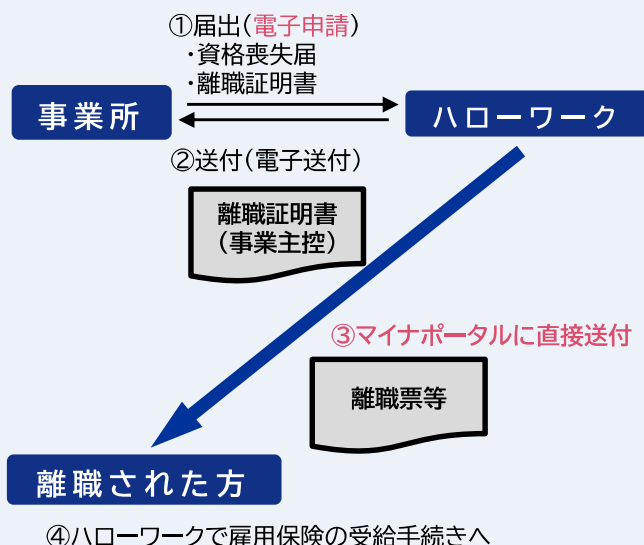 ①届出(電子申請)
・資格喪失届
・離職証明書
事業所
ハローワーク
②送付(電子送付)
離職証明書
(事業主控)
③マイナポータルに直接送付
離職票等
離職された方
④ハローワークで雇用保険の受給手続きへ